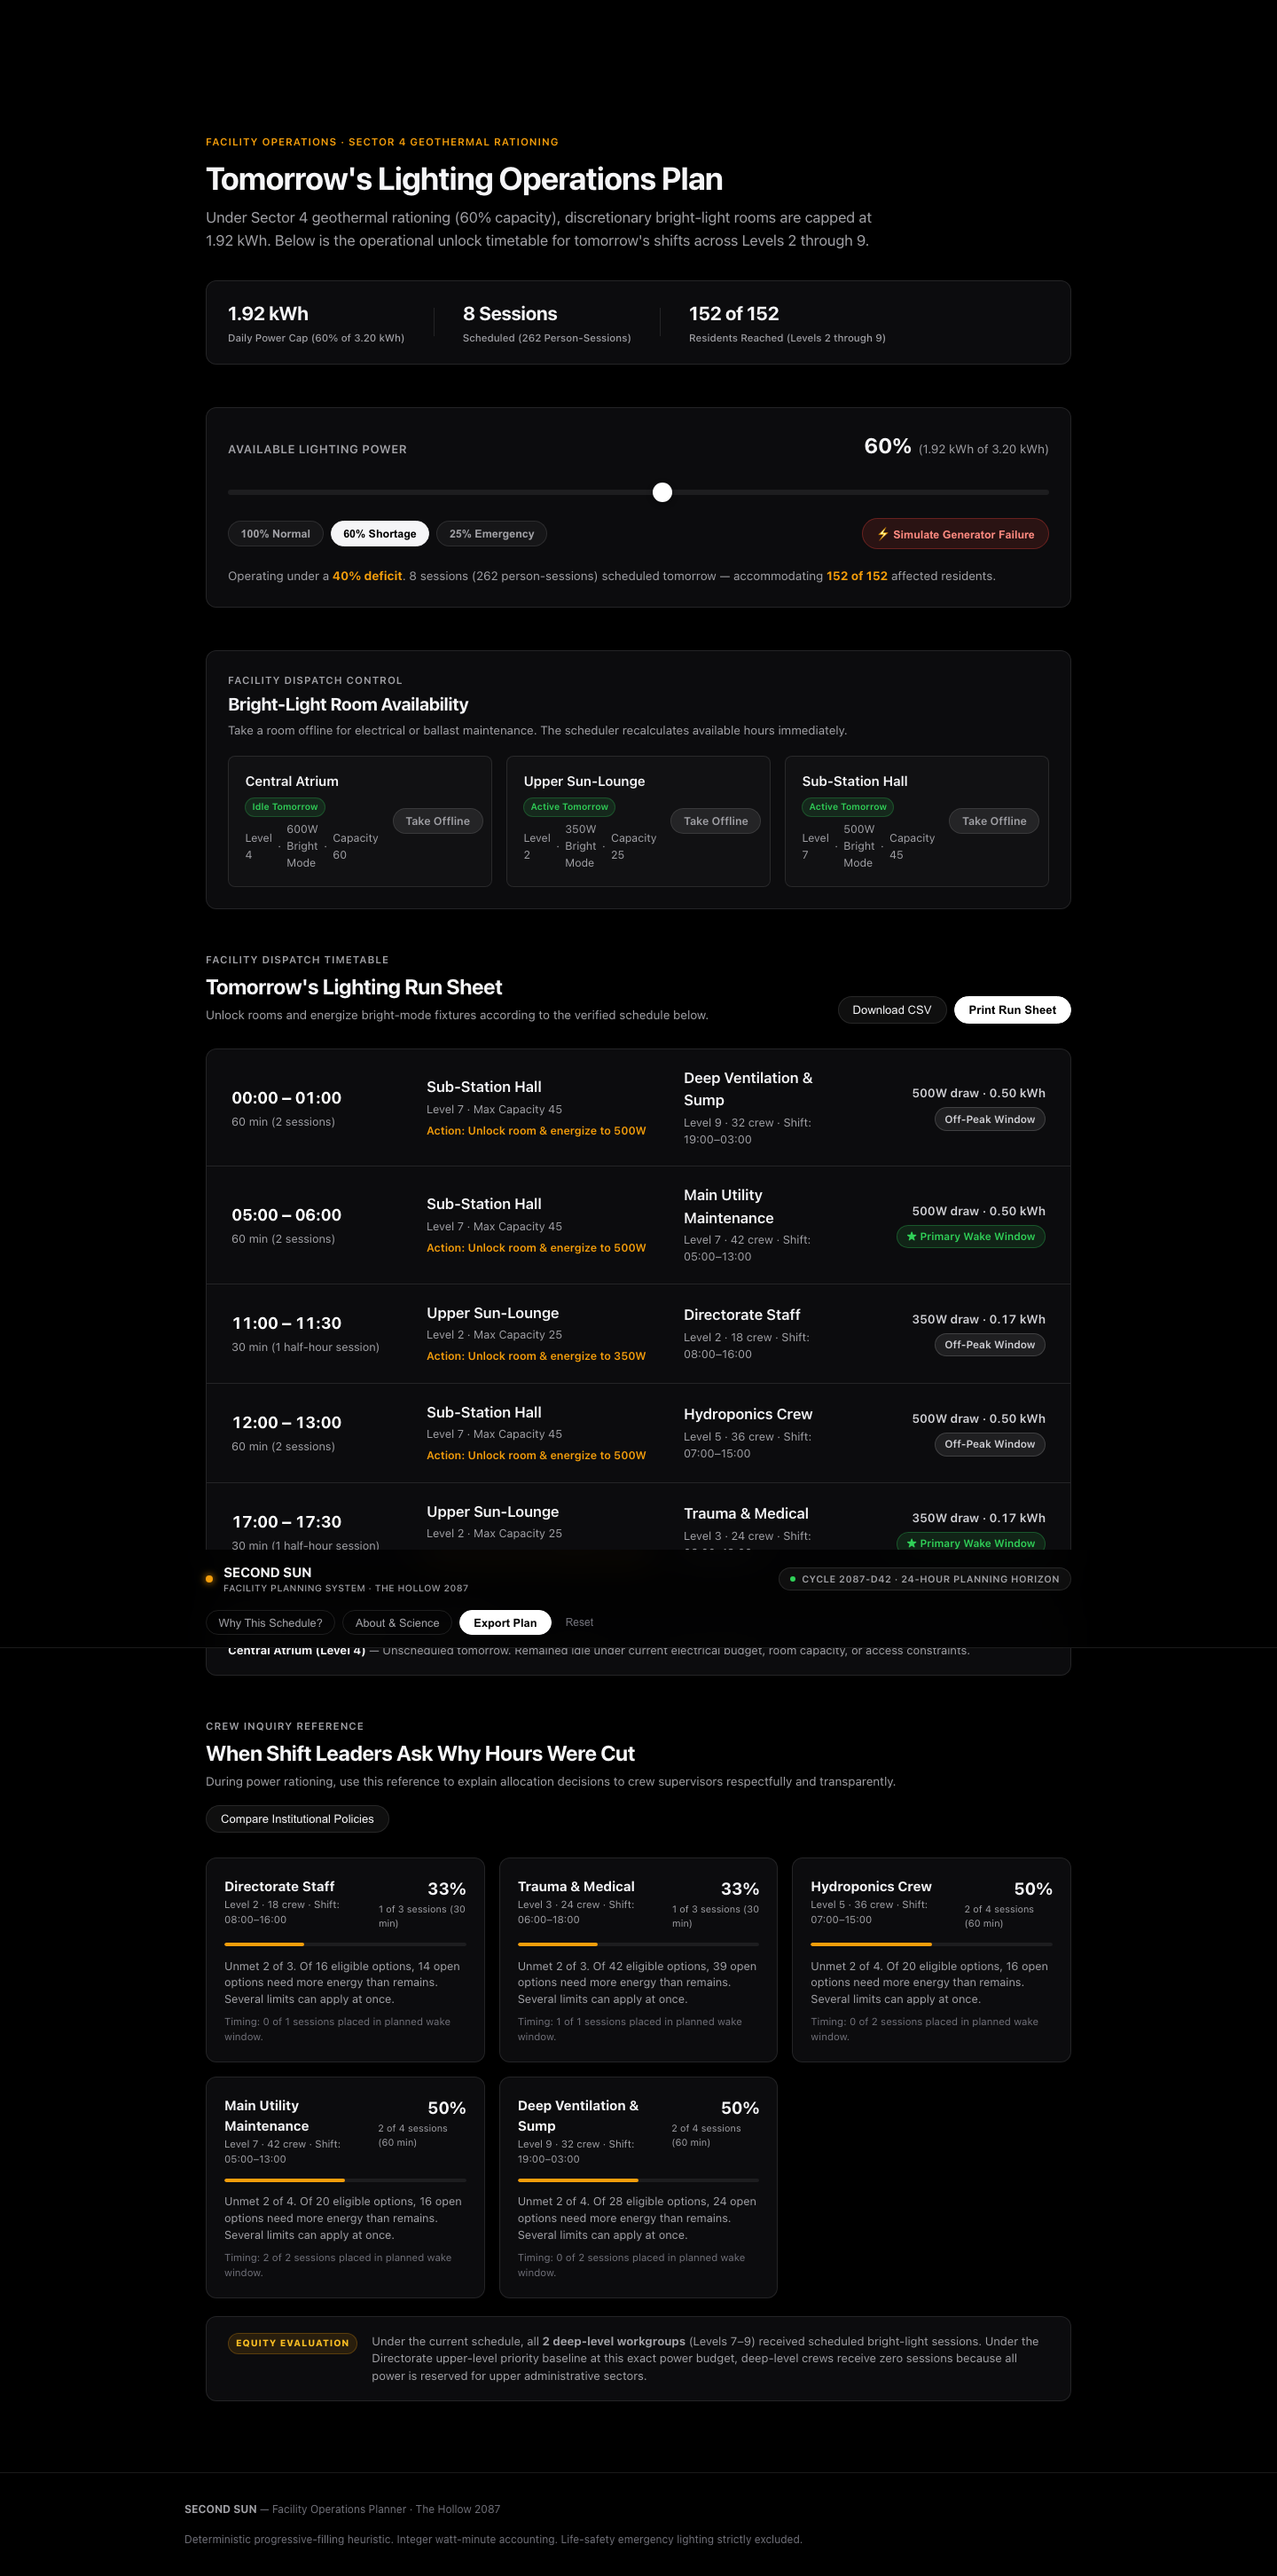 FACILITY OPERATIONS · SECTOR 4 GEOTHERMAL RATIONING
Tomorrow's Lighting Operations Plan
Under Sector 4 geothermal rationing (60% capacity), discretionary bright-light rooms are capped at
1.92 kWh. Below is the operational unlock timetable for tomorrow's shifts across Levels 2 through 9.
1.92 kWh
Daily Power Cap (60% of 3.20 kWh)
8 Sessions
Scheduled (262 Person-Sessions)
152 of 152
Residents Reached (Levels 2 through 9)
AVAILABLE LIGHTING POWER
60% (1.92 kWh of 3.20 kWh)
100% Normal
60% Shortage
25% Emergency
⚡ Simulate Generator Failure
Operating under a 40% deficit. 8 sessions (262 person-sessions) scheduled tomorrow — accommodating 152 of 152 affected residents.
FACILITY DISPATCH CONTROL
Bright-Light Room Availability
Take a room offline for electrical or ballast maintenance. The scheduler recalculates available hours immediately.
Central Atrium
Idle Tomorrow
Level 4 · 600W Bright Mode · Capacity 60
Take Offline
Upper Sun-Lounge
Active Tomorrow
Level 2 · 350W Bright Mode · Capacity 25
Take Offline
Sub-Station Hall
Active Tomorrow
Level 7 · 500W Bright Mode · Capacity 45
Take Offline
FACILITY DISPATCH TIMETABLE
Tomorrow's Lighting Run Sheet
Unlock rooms and energize bright-mode fixtures according to the verified schedule below.
Download CSV
Print Run Sheet
00:00 – 01:00
60 min (2 sessions)
Sub-Station Hall
Level 7 · Max Capacity 45
Action: Unlock room & energize to 500W
Deep Ventilation &
Sump
Level 9 · 32 crew · Shift:
19:00–03:00
500W draw · 0.50 kWh
Off-Peak Window
05:00 – 06:00
60 min (2 sessions)
Sub-Station Hall
Level 7 · Max Capacity 45
Action: Unlock room & energize to 500W
Main Utility
Maintenance
Level 7 · 42 crew · Shift:
05:00–13:00
500W draw · 0.50 kWh
★ Primary Wake Window
11:00 – 11:30
30 min (1 half-hour session)
Upper Sun-Lounge
Level 2 · Max Capacity 25
Action: Unlock room & energize to 350W
Directorate Staff
Level 2 · 18 crew · Shift:
08:00–16:00
350W draw · 0.17 kWh
Off-Peak Window
12:00 – 13:00
60 min (2 sessions)
Sub-Station Hall
Level 7 · Max Capacity 45
Action: Unlock room & energize to 500W
Hydroponics Crew
Level 5 · 36 crew · Shift:
07:00–15:00
500W draw · 0.50 kWh
Off-Peak Window
17:00 – 17:30
30 min (1 half-hour session)
Upper Sun-Lounge
Level 2 · Max Capacity 25
Trauma & Medical
Level 3 · 24 crew · Shift:
350W draw · 0.17 kWh
★ Primary Wake Window
SECOND SUN
FACILITY PLANNING SYSTEM · THE HOLLOW 2087
CYCLE 2087-D42 · 24-HOUR PLANNING HORIZON
Why This Schedule?
About & Science
Export Plan
Reset
Central Atrium (Level 4) — Unscheduled tomorrow. Remained idle under current electrical budget, room capacity, or access constraints.
CREW INQUIRY REFERENCE
When Shift Leaders Ask Why Hours Were Cut
During power rationing, use this reference to explain allocation decisions to crew supervisors respectfully and transparently.
Compare Institutional Policies
Directorate Staff
Level 2 · 18 crew · Shift:
08:00–16:00
33%
1 of 3 sessions (30
min)
Unmet 2 of 3. Of 16 eligible options, 14 open
options need more energy than remains.
Several limits can apply at once.
Timing: 0 of 1 sessions placed in planned wake
window.
Trauma & Medical
Level 3 · 24 crew · Shift:
06:00–18:00
33%
1 of 3 sessions (30
min)
Unmet 2 of 3. Of 42 eligible options, 39 open
options need more energy than remains.
Several limits can apply at once.
Timing: 1 of 1 sessions placed in planned wake
window.
Hydroponics Crew
Level 5 · 36 crew · Shift:
07:00–15:00
50%
2 of 4 sessions
(60 min)
Unmet 2 of 4. Of 20 eligible options, 16 open
options need more energy than remains.
Several limits can apply at once.
Timing: 0 of 2 sessions placed in planned wake
window.
Main Utility
Maintenance
Level 7 · 42 crew · Shift:
05:00–13:00
50%
2 of 4 sessions
(60 min)
Unmet 2 of 4. Of 20 eligible options, 16 open
options need more energy than remains.
Several limits can apply at once.
Timing: 2 of 2 sessions placed in planned wake
window.
Deep Ventilation &
Sump
Level 9 · 32 crew · Shift:
19:00–03:00
50%
2 of 4 sessions
(60 min)
Unmet 2 of 4. Of 28 eligible options, 24 open
options need more energy than remains.
Several limits can apply at once.
Timing: 0 of 2 sessions placed in planned wake
window.
EQUITY EVALUATION
Under the current schedule, all 2 deep-level workgroups (Levels 7–9) received scheduled bright-light sessions. Under the
Directorate upper-level priority baseline at this exact power budget, deep-level crews receive zero sessions because all
power is reserved for upper administrative sectors.
SECOND SUN — Facility Operations Planner · The Hollow 2087
Deterministic progressive-filling heuristic. Integer watt-minute accounting. Life-safety emergency lighting strictly excluded.